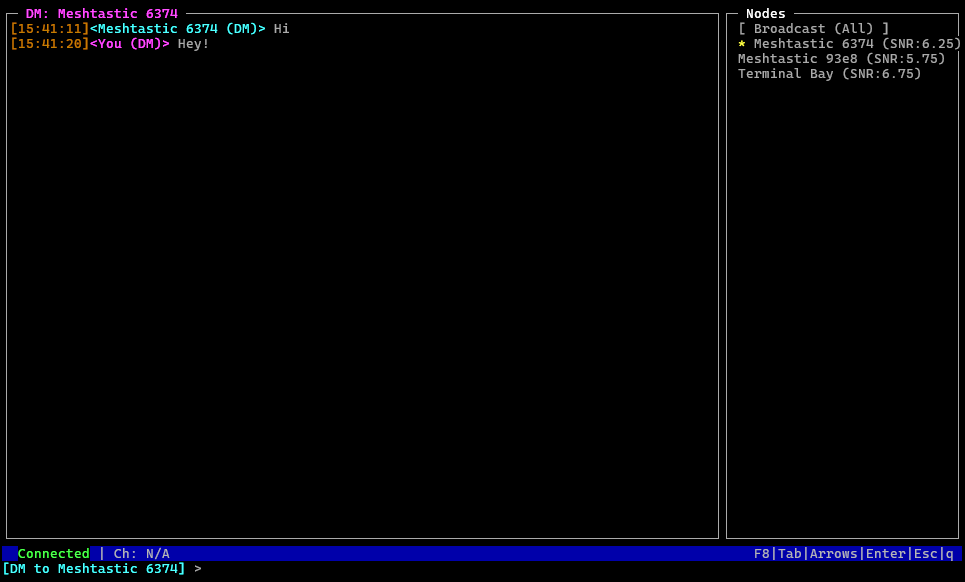 DM: Meshtastic 6374
[15:41:11]<Meshtastic 6374 (DM)> Hi
[15:41:20]<You (DM)> Hey!
Nodes
[ Broadcast (All) ]
* Meshtastic 6374 (SNR:6.25)
Meshtastic 93e8 (SNR:5.75)
Terminal Bay (SNR:6.75)
Connected | Ch: N/A
F8|Tab|Arrows|Enter|Esc|q
[DM to Meshtastic 6374] >